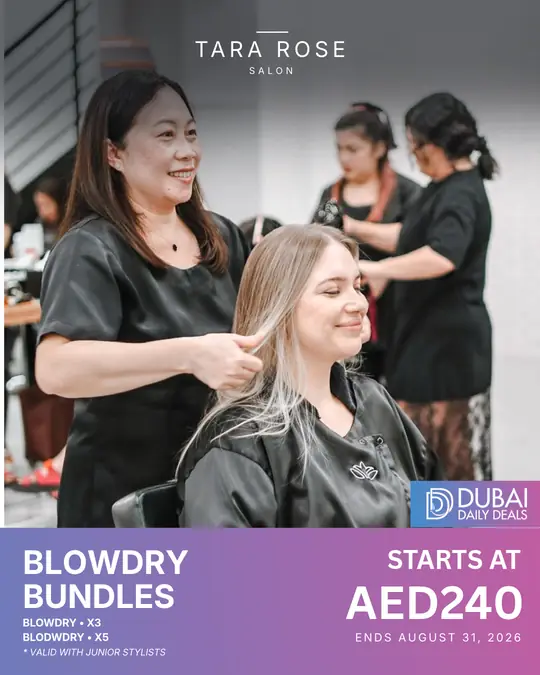 TARA ROSE
SALON
DUBAI
DAILY DEALS
BLOWDRY
BUNDLES
BLOWDRY • X3
BLODWDRY • X5
* VALID WITH JUNIOR STYLISTS
STARTS AT
AED240
ENDS AUGUST 31, 2026